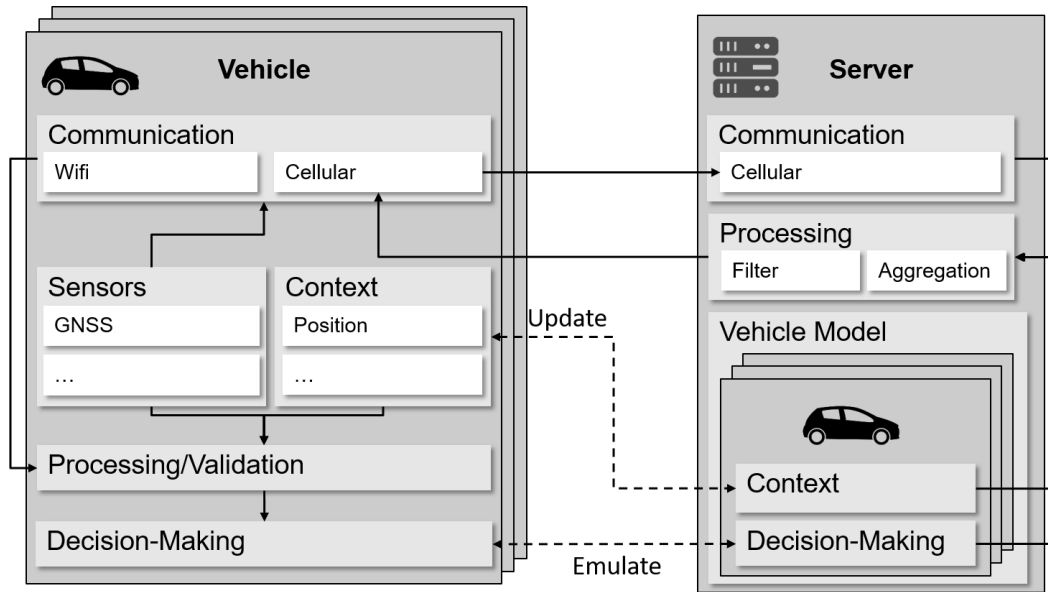 Vehicle
Communication
Wifi
Cellular
Sensors
GNSS
…
Context
Position
…
Processing/Validation
Decision-Making
Update
Emulate
Server
Communication
Cellular
Processing
Filter
Aggregation
Vehicle Model
Context
Decision-Making